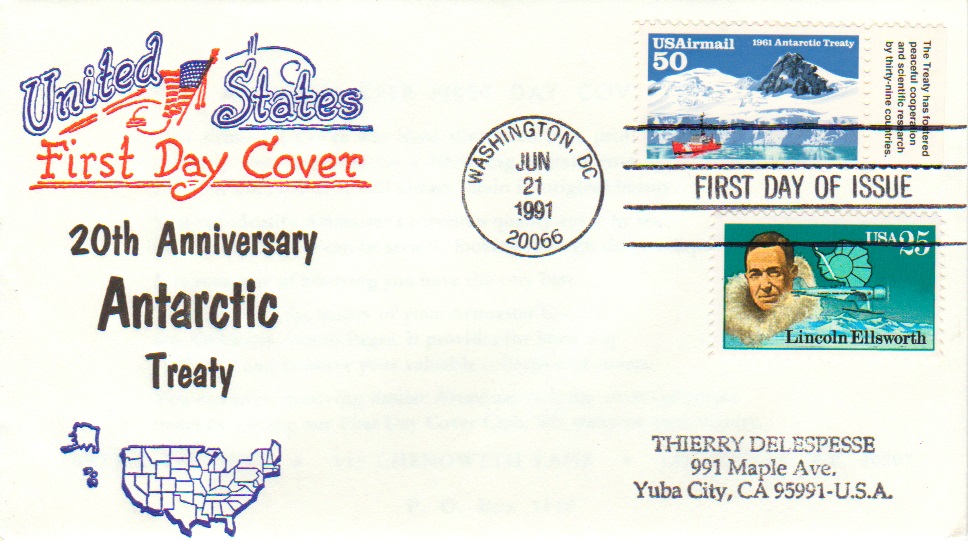 United States
First Day Cover
20th Anniversary
Antarctic
Treaty
WASHINGTON, DC
JUN
21
1991
20066
USAirmail
50
1961 Antarctic Treaty
The Treaty has fostered
peaceful cooperation
and scientific research
by thirty-nine countries.
FIRST DAY OF ISSUE
USA 25
Lincoln Ellsworth
THIERRY DELESPESSE
991 Maple Ave.
Yuba City, CA 95991-U.S.A.